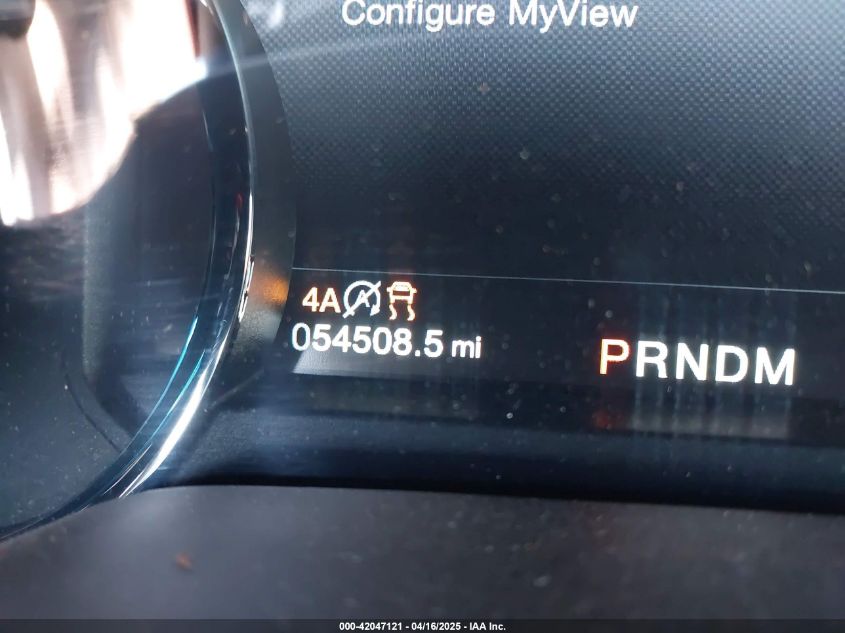 Configure MyView
4A
054508.5 mi
PRNDM
000-42047121 - 04/16/2025 - IAA Inc.